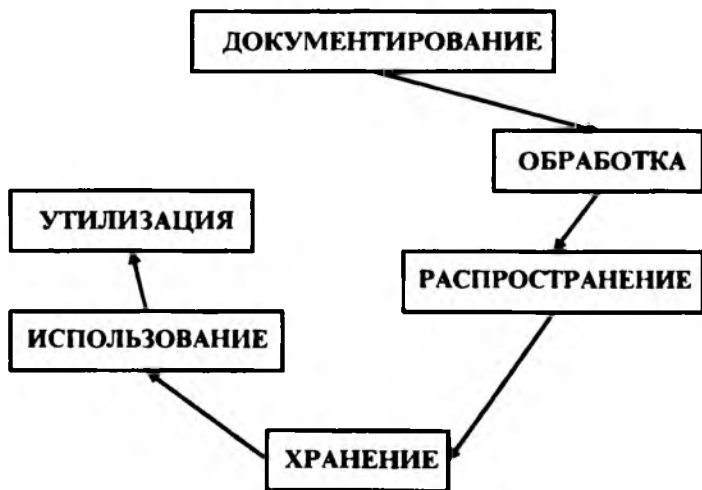 ДОКУМЕНТИРОВАНИЕ
ОБРАБОТКА
РАСПРОСТРАНЕНИЕ
ХРАНЕНИЕ
ИСПОЛЬЗОВАНИЕ
УТИЛИЗАЦИЯ